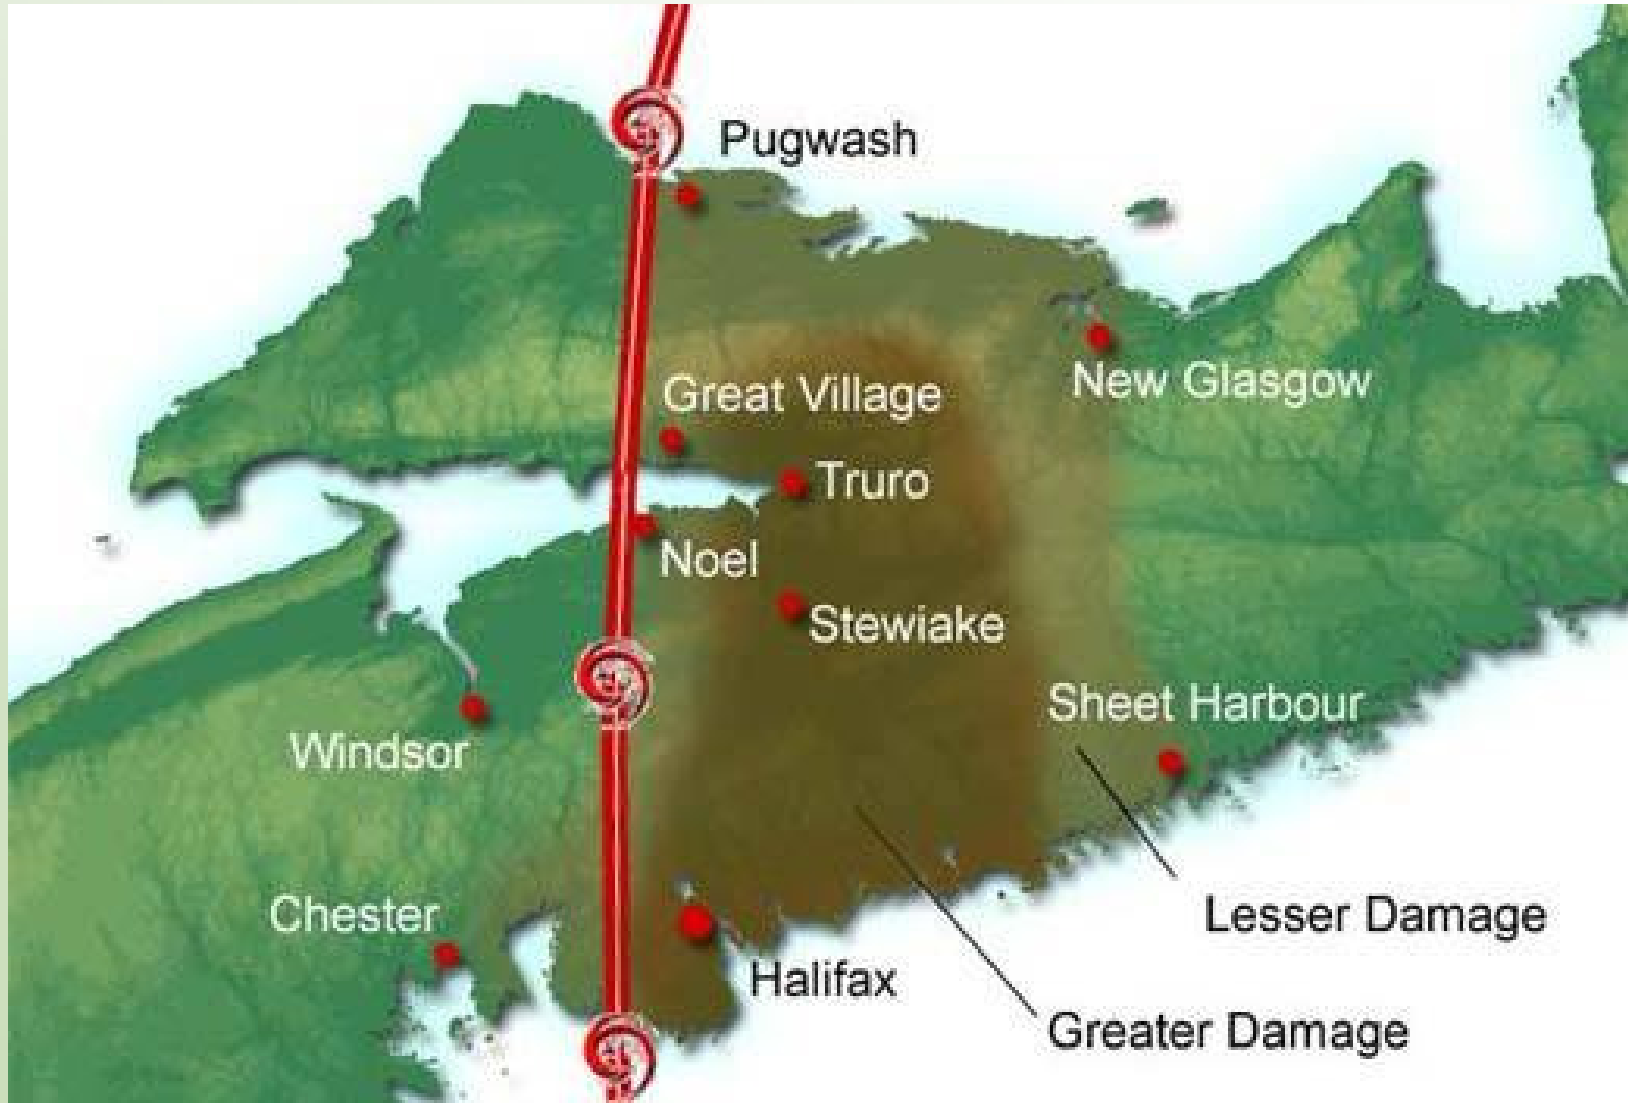 Pugwash
New Glasgow
Great Village
Truro
Noel
Stewiake
Sheet Harbour
Windsor
Chester
Lesser Damage
Halifax
Greater Damage